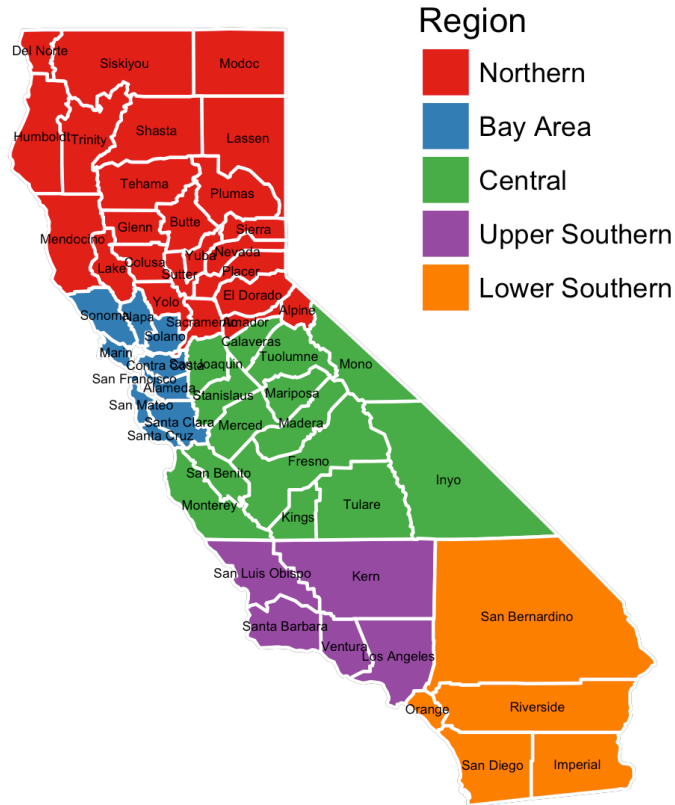 Region
Northern
Bay Area
Central
Upper Southern
Lower Southern
Del Norte
Siskiyou
Modoc
Humboldt
Trinity
Shasta
Lassen
Tehama
Plumas
Mendocino
Glenn
Butte
Sierra
Lake
Colusa
Sutter
Yuba
Nevada
Placer
Yolo
El Dorado
Sonoma
Napa
Solano
Sacramento
Amador
Alpine
Marin
Contra Costa
San Joaquin
Calaveras
Tuolumne
Mono
San Francisco
Alameda
Stanislaus
Mariposa
San Mateo
Santa Clara
Merced
Madera
Santa Cruz
San Benito
Fresno
Inyo
Monterey
Kings
Tulare
San Luis Obispo
Kern
Santa Barbara
Ventura
Los Angeles
San Bernardino
Orange
Riverside
San Diego
Imperial